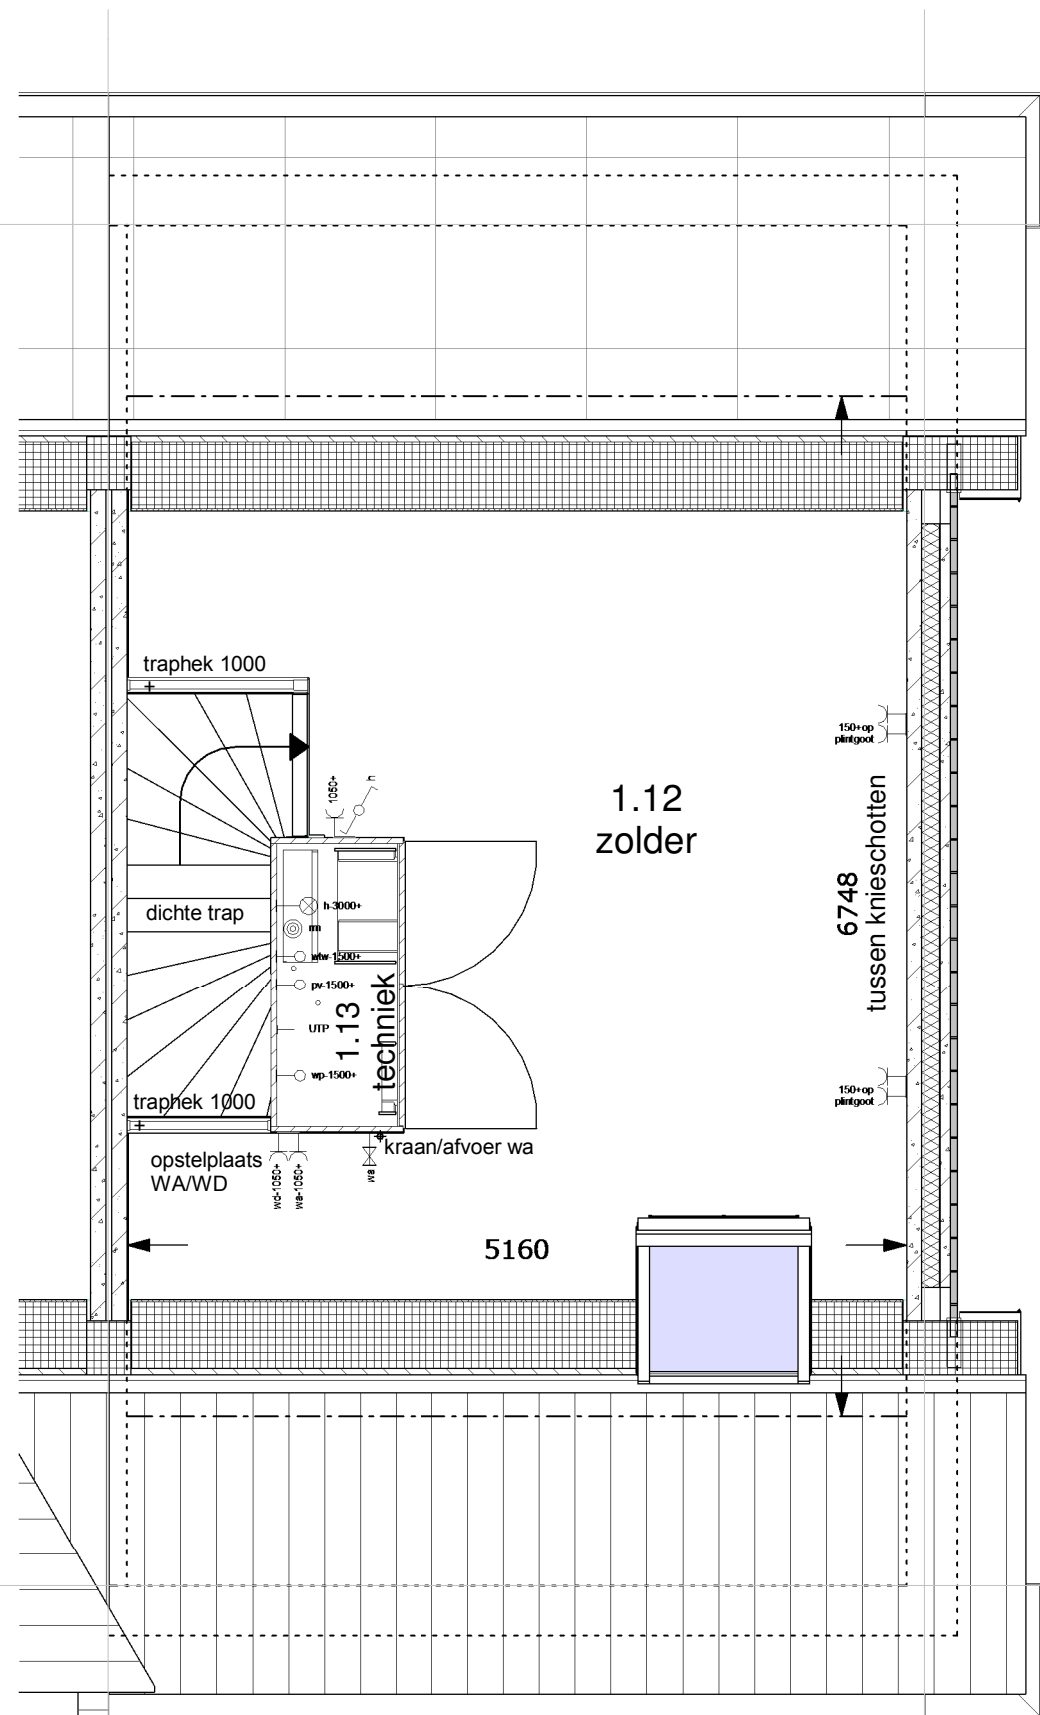 traphek 1000
1050+
h
150+op
plintgoot
1.12
zolder
6748
tussen knieschotten
dichte trap
h-3000+
rm
wtw-1500+
pv-1500+
UTP
1.13
techniek
wp-1500+
150+op
plintgoot
traphek 1000
kraan/afvoer wa
opstelplaats
WA/WD
wd-1050+
wa-1050+
wa
5160